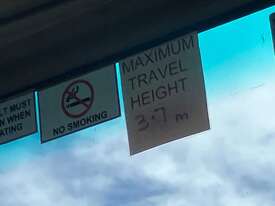 LT MUST
N WHEN
ATING
NO SMOKING
MAXIMUM
TRAVEL
HEIGHT
3.7 m